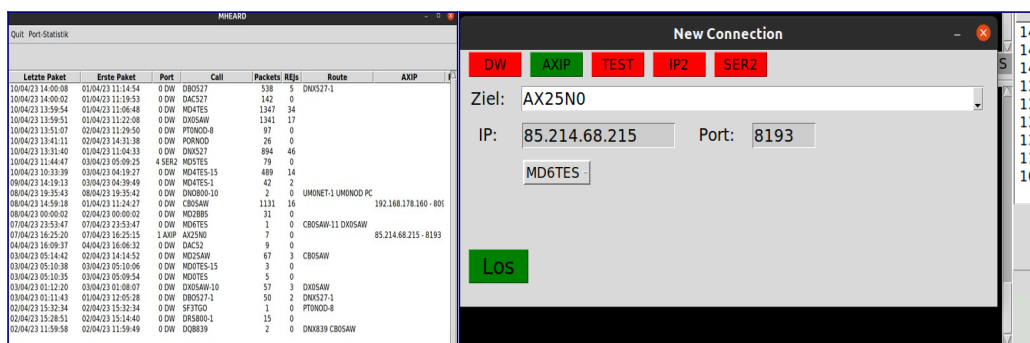 MHEARD
Quit Port-Statistik
Letzte Paket Erste Paket Port Call Packets REJs Route AXIP
10/04/23 14:00:08 01/04/23 11:14:54 0 DW DBO527 538 5 DNX527-1
10/04/23 14:00:02 01/04/23 11:19:53 0 DW DAC527 142 0
10/04/23 13:59:54 01/04/23 11:06:48 0 DW MD4TES 1347 34
10/04/23 13:59:51 01/04/23 11:22:08 0 DW DX0SAW 1341 17
10/04/23 13:51:07 02/04/23 11:29:50 0 DW PT0NOD-8 97 0
10/04/23 13:41:11 02/04/23 14:31:38 0 DW PORNOD 26 0
10/04/23 13:31:40 01/04/23 11:04:33 0 DW DNX527 894 46
10/04/23 11:44:47 03/04/23 05:09:25 4 SER2 MD5TES 79 0
10/04/23 10:33:39 03/04/23 04:19:27 0 DW MD4TES-15 489 14
09/04/23 14:19:13 03/04/23 04:39:49 0 DW MD4TES-1 42 2
08/04/23 19:35:43 08/04/23 19:35:42 0 DW DNO800-10 2 0 UM0NET-1 UM0NOD PC
08/04/23 14:59:18 01/04/23 11:24:27 0 DW CB0SAW 1131 16 192.168.178.160 - 809
08/04/23 00:00:02 02/04/23 00:00:02 0 DW MD2BBS 31 0
07/04/23 23:53:47 07/04/23 23:53:47 0 DW MD6TES 1 0 CB0SAW-11 DX0SAW
07/04/23 16:25:20 07/04/23 16:25:15 1 AXIP AX25N0 7 0 85.214.68.215 - 8193
04/04/23 16:09:37 04/04/23 16:06:32 0 DW DAC52 9 0
03/04/23 05:14:42 02/04/23 14:14:52 0 DW MD2SAW 67 3 CB0SAW
03/04/23 05:10:38 03/04/23 05:10:06 0 DW MD0TES-15 3 0
03/04/23 05:10:35 03/04/23 05:09:54 0 DW MD0TES 5 0
03/04/23 01:12:20 03/04/23 01:08:07 0 DW DX0SAW-10 57 3 DX0SAW
03/04/23 01:11:43 01/04/23 12:05:28 0 DW DBO527-1 50 2 DNX527-1
02/04/23 15:32:34 02/04/23 15:32:34 0 DW SF3TGO 1 0 PT0NOD-8
02/04/23 15:28:51 02/04/23 15:14:40 0 DW DRS800-1 15 0
02/04/23 11:59:58 02/04/23 11:59:49 0 DW DQB839 2 0 DNX839 CB0SAW
New Connection
DW AXIP TEST IP2 SER2
Ziel: AX25N0
IP: 85.214.68.215 Port: 8193
MD6TES
Los